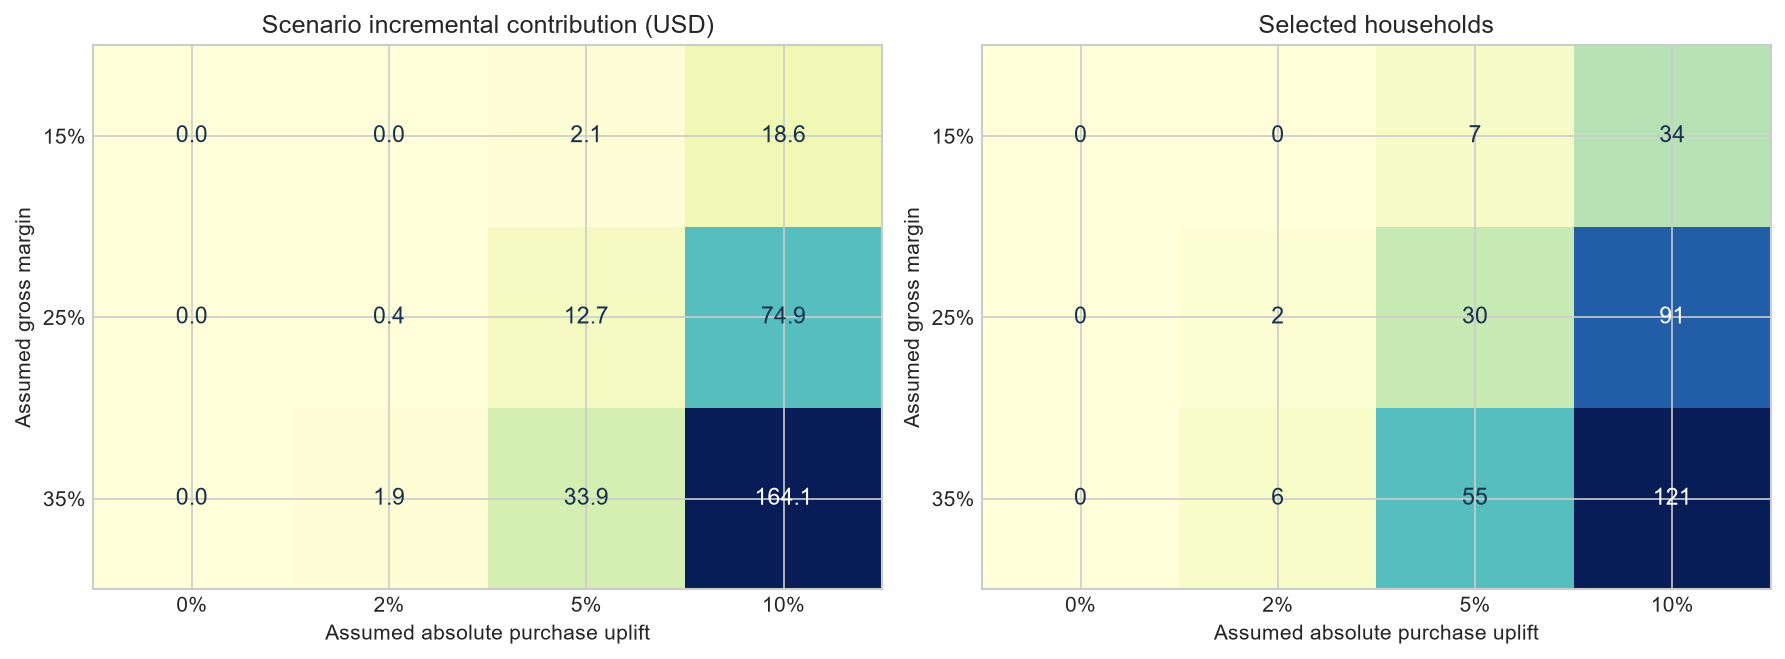 Scenario incremental contribution (USD)
Assumed gross margin
15%
0.0 0.0 2.1 18.6
25%
0.0 0.4 12.7 74.9
35%
0.0 1.9 33.9 164.1
0% 2% 5% 10%
Assumed absolute purchase uplift
Selected households
Assumed gross margin
15%
0 0 7 34
25%
0 2 30 91
35%
0 6 55 121
0% 2% 5% 10%
Assumed absolute purchase uplift